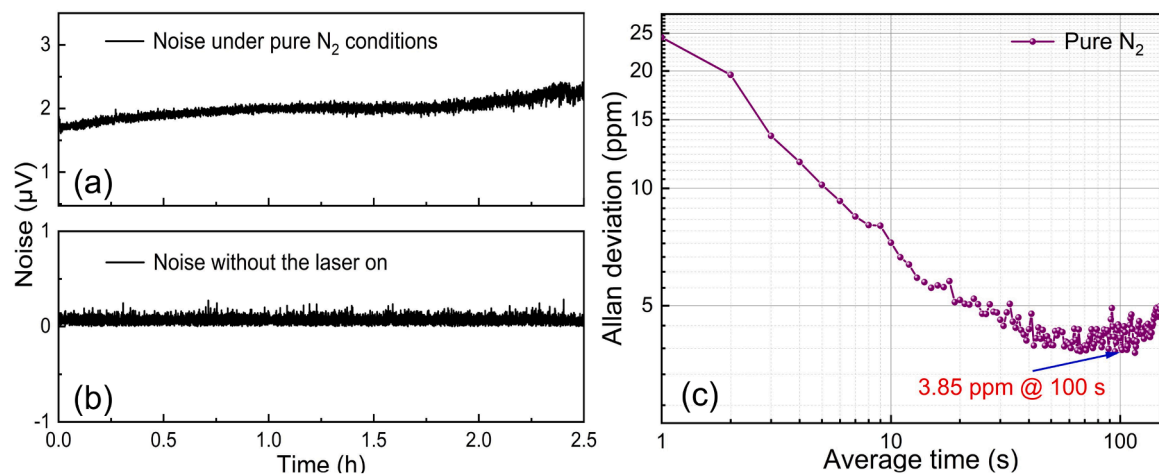 3
Noise under pure N₂ conditions
2
1
(a)
Noise (μV)
1
Noise without the laser on
0
(b)
-1
0.0 0.5 1.0 1.5 2.0 2.5
Time (h)
25
Pure N₂
15
10
5
3.85 ppm @ 100 s
(c)
Allan deviation (ppm)
1 10 100
Average time (s)